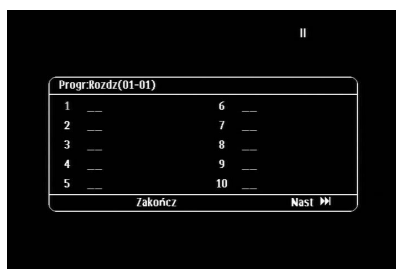 Progr:Rozdz(01-01)
1 __ 6 __
2 __ 7 __
3 __ 8 __
4 __ 9 __
5 __ 10 __
Zakończ Nast